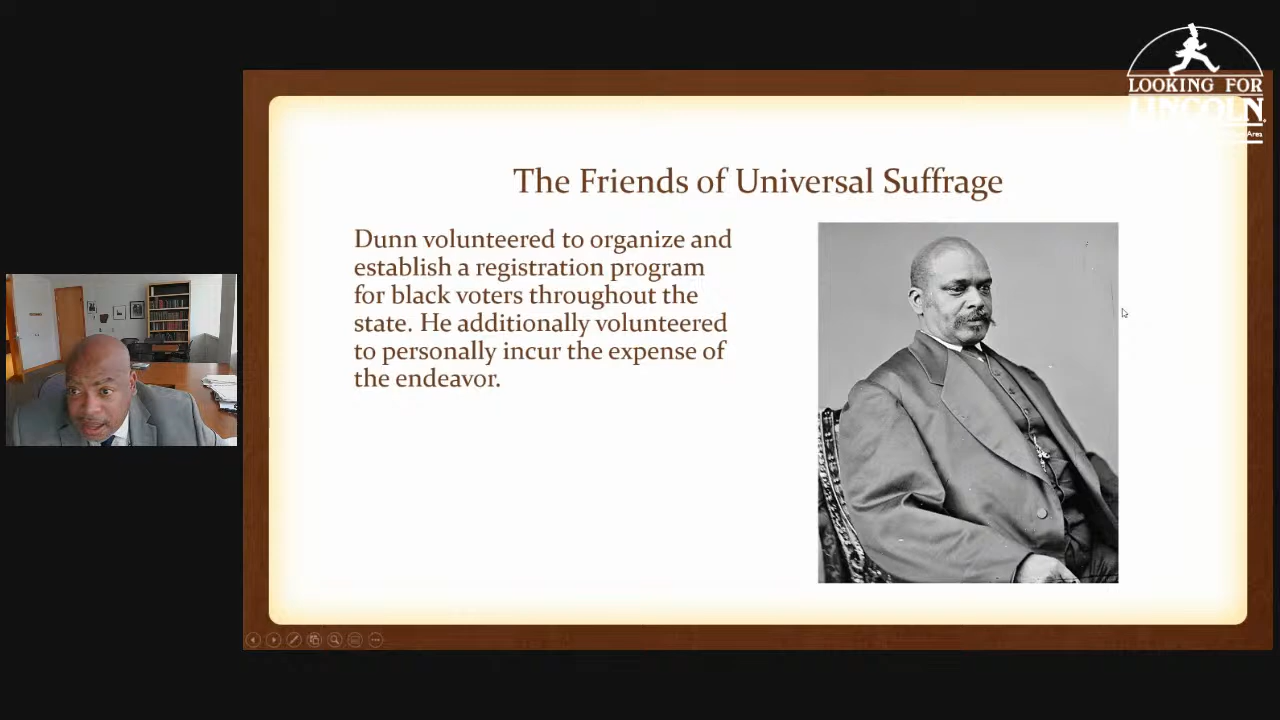 LOOKING FOR
LINCOLN
Area
The Friends of Universal Suffrage
Dunn volunteered to organize and
establish a registration program
for black voters throughout the
state. He additionally volunteered
to personally incur the expense of
the endeavor.